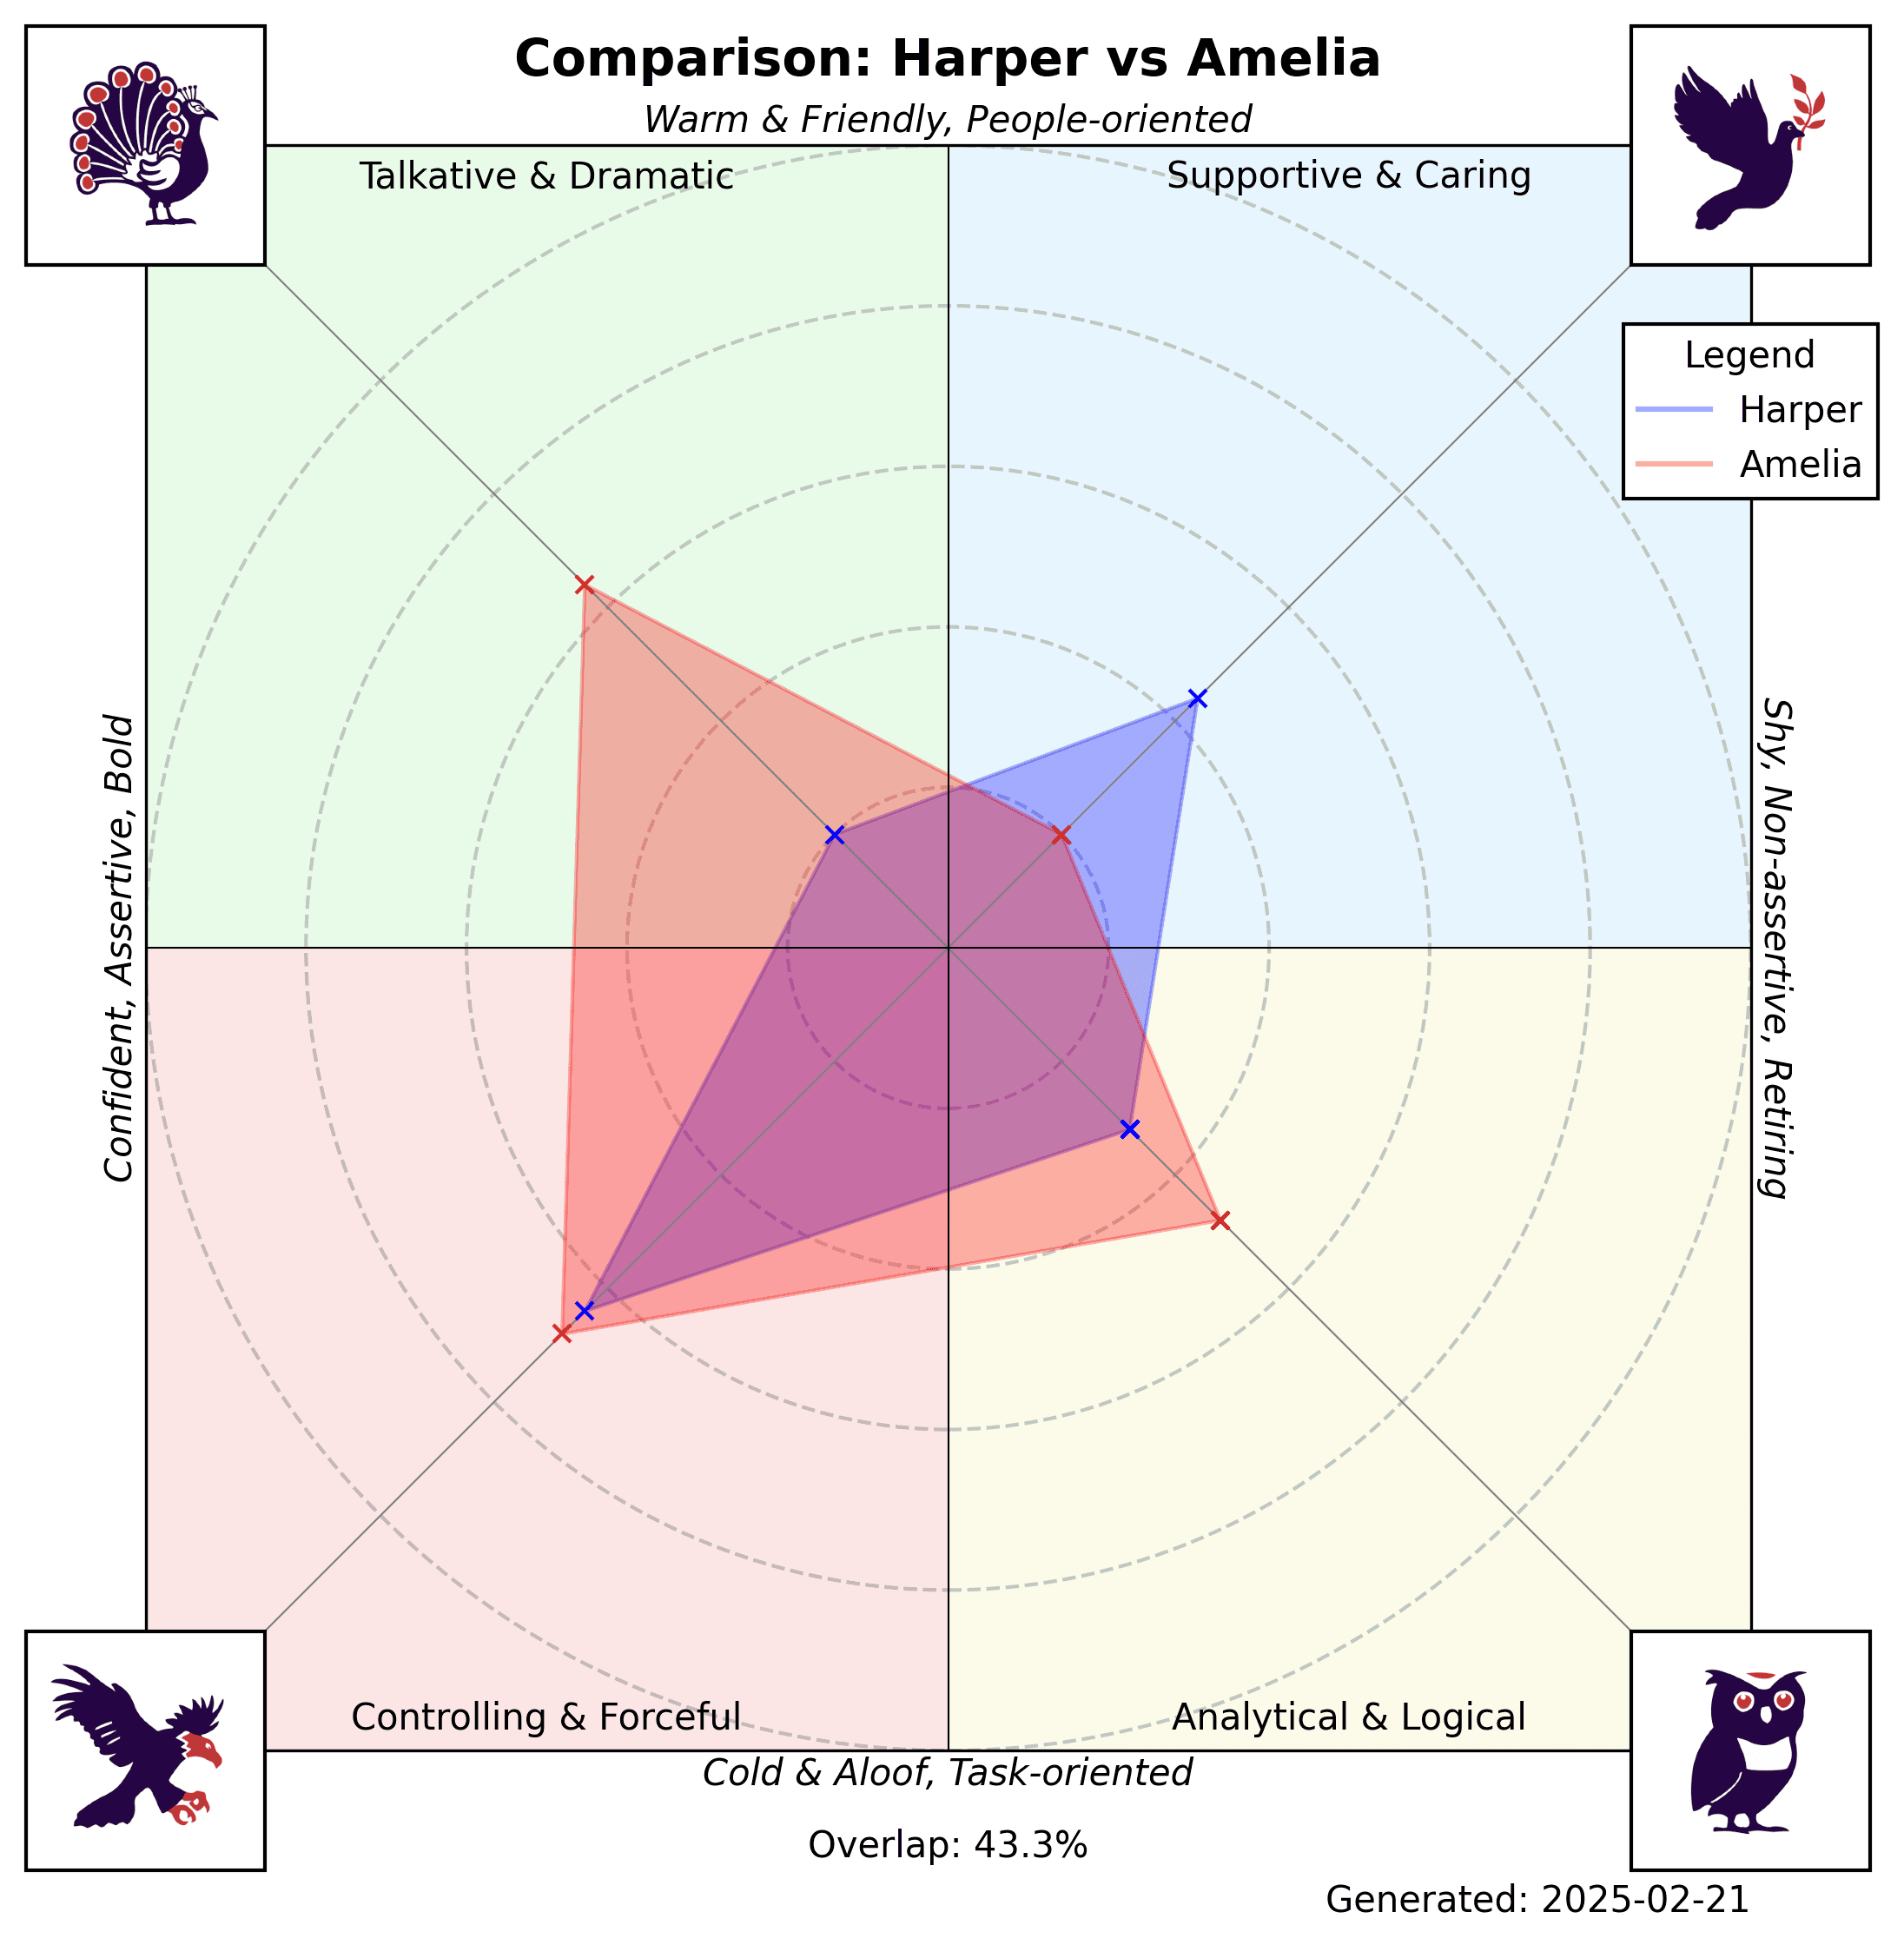 Comparison: Harper vs Amelia
Warm & Friendly, People-oriented
Talkative & Dramatic
Supportive & Caring
Legend
Harper
Amelia
Confident, Assertive, Bold
Shy, Non-assertive, Retiring
Controlling & Forceful
Analytical & Logical
Cold & Aloof, Task-oriented
Overlap: 43.3%
Generated: 2025-02-21